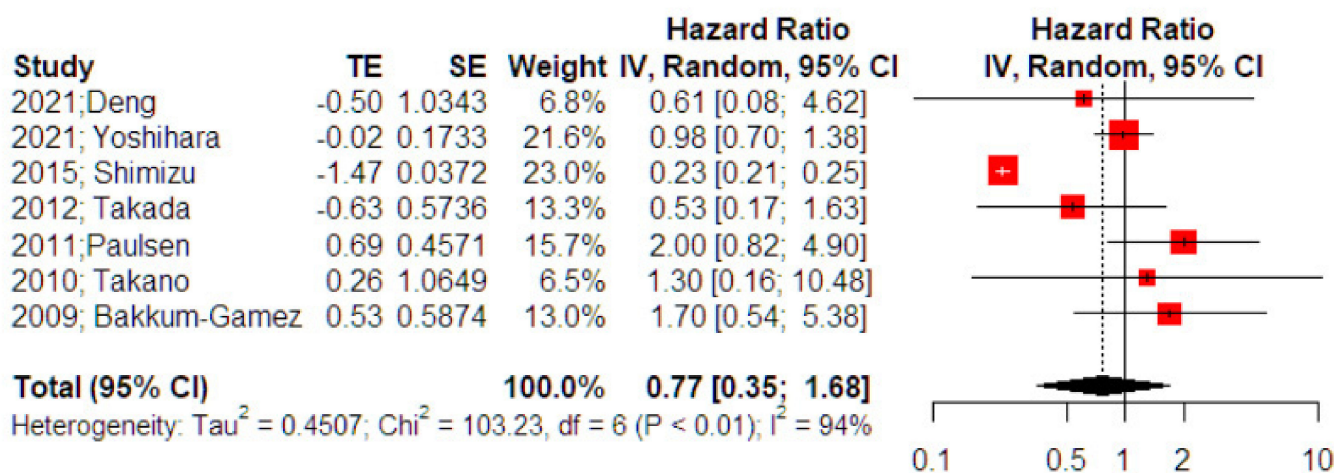 Hazard Ratio Hazard Ratio
Study TE SE Weight IV, Random, 95% CI IV, Random, 95% CI
2021;Deng -0.50 1.0343 6.8% 0.61 [0.08; 4.62]
2021; Yoshihara -0.02 0.1733 21.6% 0.98 [0.70; 1.38]
2015; Shimizu -1.47 0.0372 23.0% 0.23 [0.21; 0.25]
2012; Takada -0.63 0.5736 13.3% 0.53 [0.17; 1.63]
2011;Paulsen 0.69 0.4571 15.7% 2.00 [0.82; 4.90]
2010; Takano 0.26 1.0649 6.5% 1.30 [0.16; 10.48]
2009; Bakkum-Gamez 0.53 0.5874 13.0% 1.70 [0.54; 5.38]
Total (95% CI) 100.0% 0.77 [0.35; 1.68]
Heterogeneity: Tau² = 0.4507; Chi² = 103.23, df = 6 (P < 0.01); I² = 94%
0.1 0.5 1 2 10